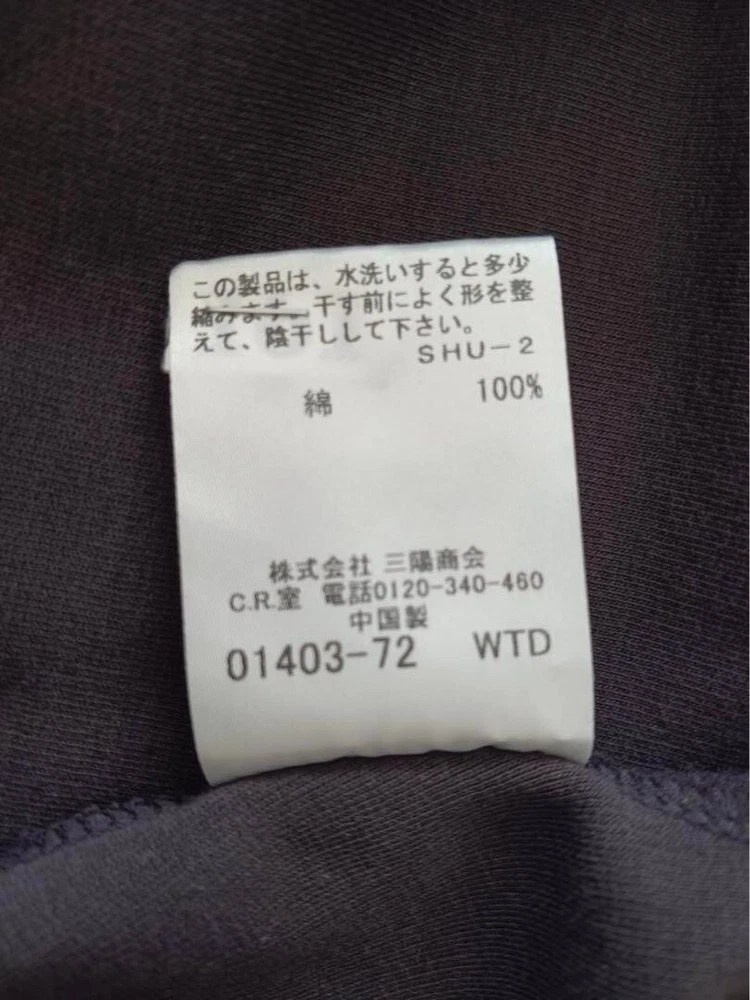 この製品は、水洗いすると多少
縮みます。干す前によく形を整
えて、陰干しして下さい。
SHU-2
綿 100%
株式会社 三陽商会
C.R.室 電話0120-340-460
中国製
01403-72 WTD